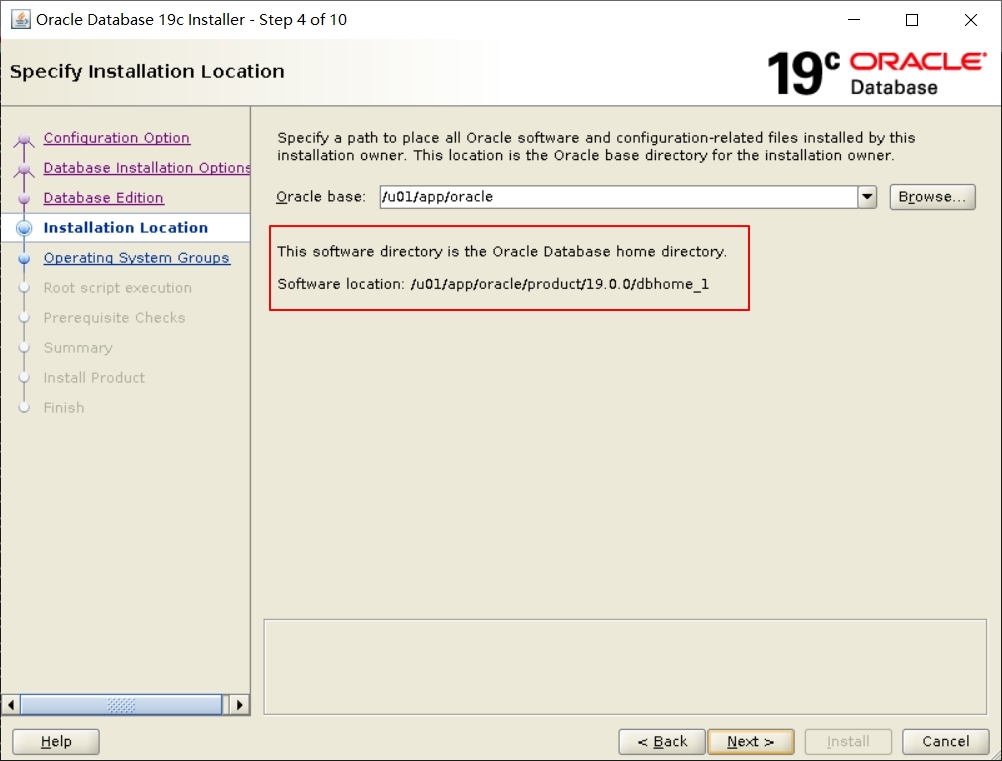 Oracle Database 19c Installer - Step 4 of 10
Specify Installation Location
19c ORACLE
Database
Configuration Option
Database Installation Options
Database Edition
Installation Location
Operating System Groups
Root script execution
Prerequisite Checks
Summary
Install Product
Finish
Specify a path to place all Oracle software and configuration-related files installed by this
installation owner. This location is the Oracle base directory for the installation owner.
Oracle base: /u01/app/oracle Browse...
This software directory is the Oracle Database home directory.
Software location: /u01/app/oracle/product/19.0.0/dbhome_1
Help < Back Next > Install Cancel